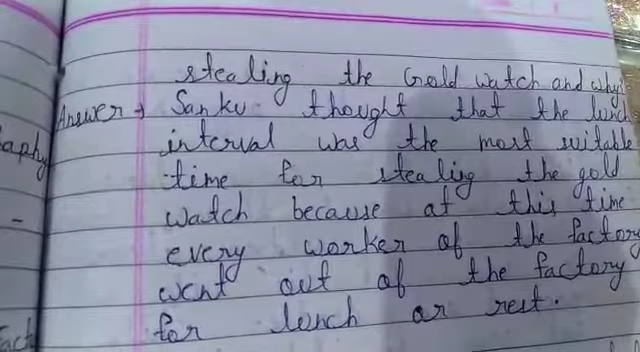 stealing the Gold watch and why?
Answer → Sanku thought that the lunch
interval was the most suitable
time for stealing the gold
watch because at this time
every worker of the factory
went out of the factory
for lunch or rest.